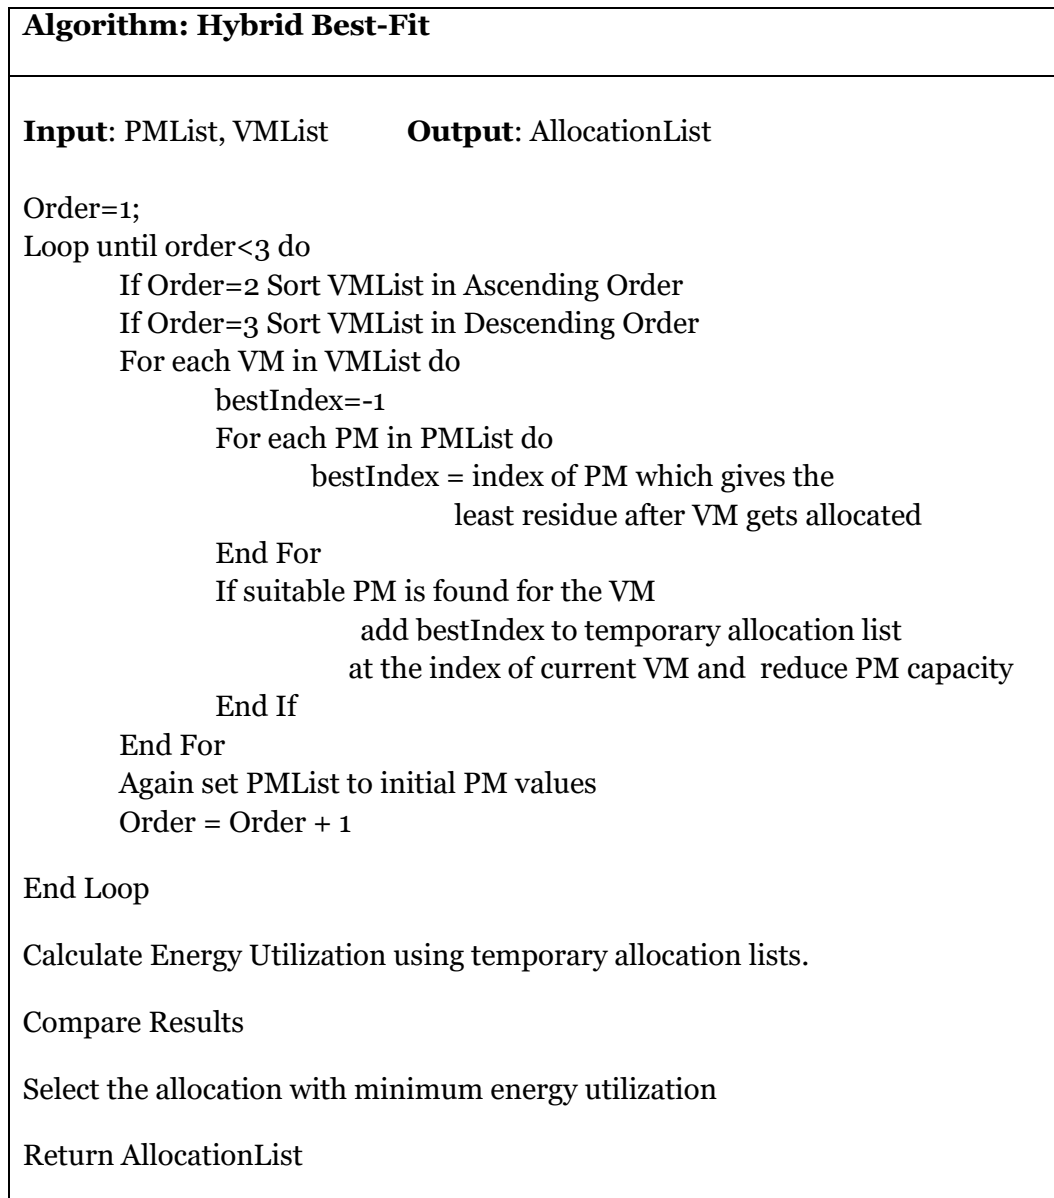 Algorithm: Hybrid Best-Fit
Input: PMList, VMList Output: AllocationList
Order=1;
Loop until order<3 do
If Order=2 Sort VMList in Ascending Order
If Order=3 Sort VMList in Descending Order
For each VM in VMList do
bestIndex=-1
For each PM in PMList do
bestIndex = index of PM which gives the
least residue after VM gets allocated
End For
If suitable PM is found for the VM
add bestIndex to temporary allocation list
at the index of current VM and reduce PM capacity
End If
End For
Again set PMList to initial PM values
Order = Order + 1
End Loop
Calculate Energy Utilization using temporary allocation lists.
Compare Results
Select the allocation with minimum energy utilization
Return AllocationList